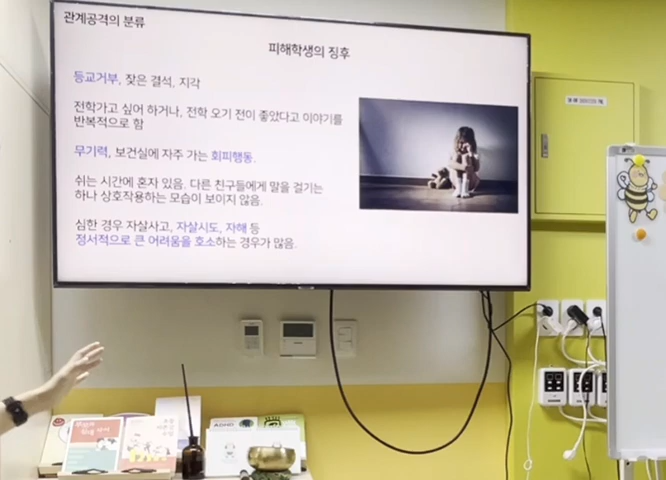 관계공격의 분류
피해학생의 징후
등교거부, 잦은 결석, 지각
전학가고 싶어 하거나, 전학 오기 전이 좋았다고 이야기를
반복적으로 함
무기력, 보건실에 자주 가는 회피행동.
쉬는 시간에 혼자 있음. 다른 친구들에게 말을 걸기는
하나 상호작용하는 모습이 보이지 않음.
심한 경우 자살사고, 자살시도, 자해 등
정서적으로 큰 어려움을 호소하는 경우가 많음.
ADHD